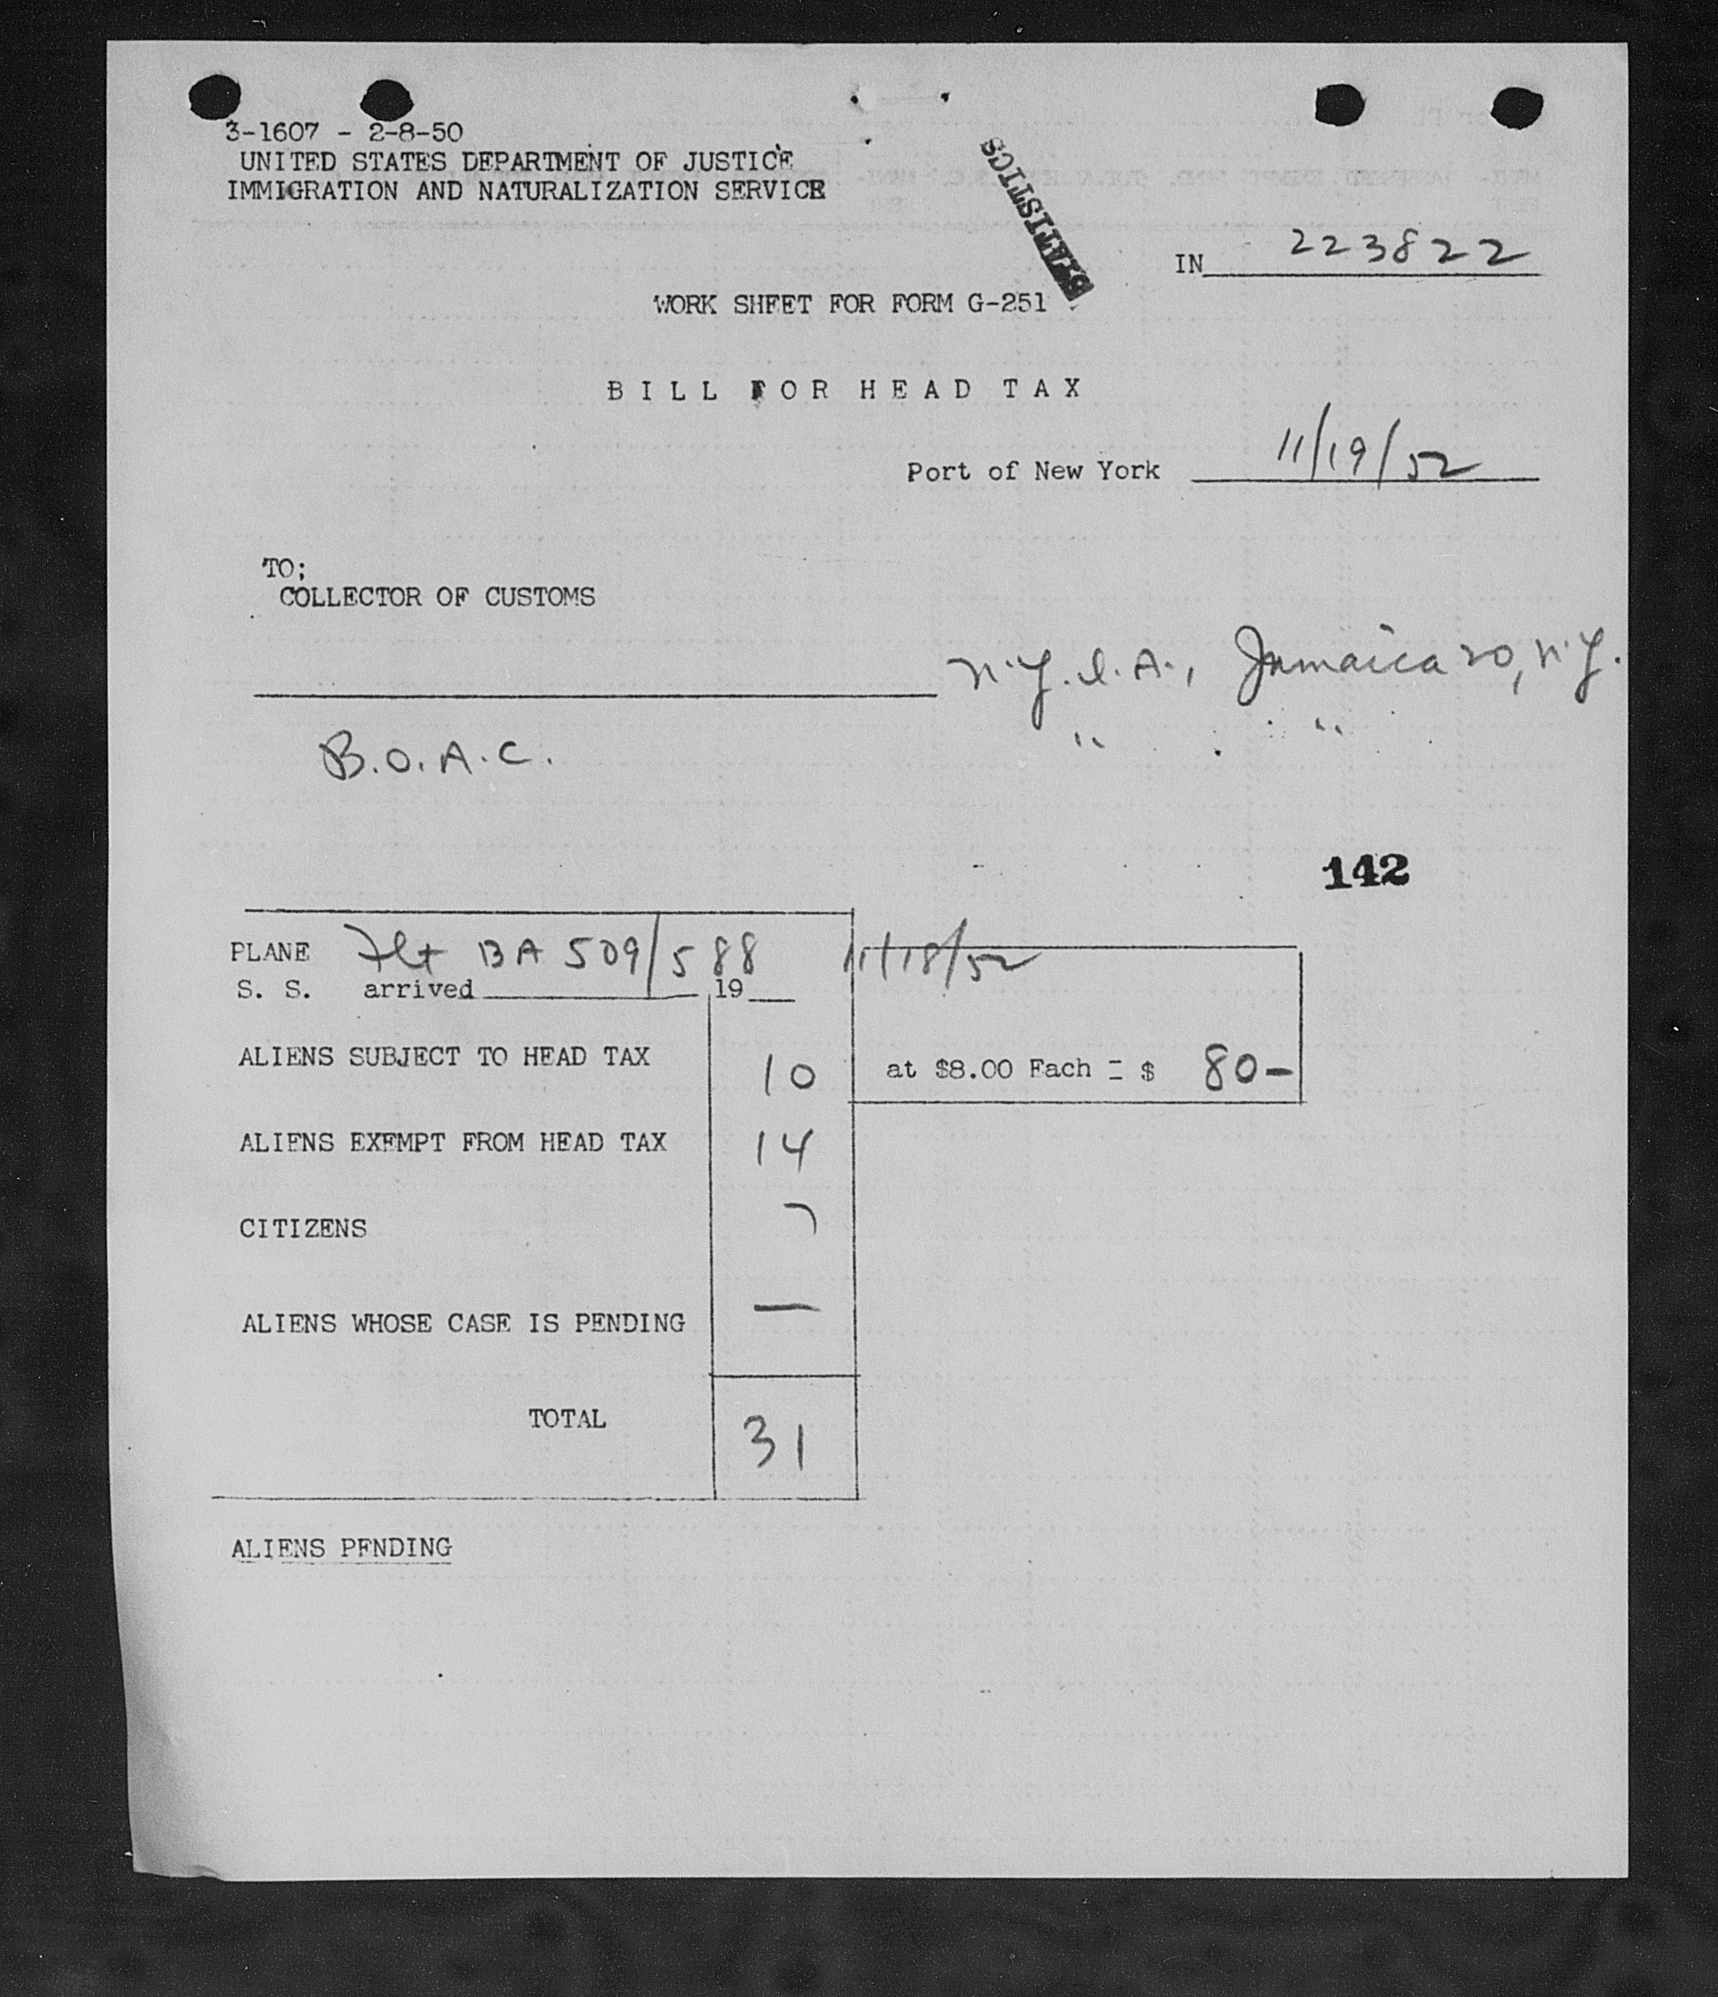 3-1607 - 2-8-50
UNITED STATES DEPARTMENT OF JUSTICE
IMMIGRATION AND NATURALIZATION SERVICE
STATISTICS
IN 223822
WORK SHEET FOR FORM G-251
BILL FOR HEAD TAX
Port of New York 11/19/52
TO;
COLLECTOR OF CUSTOMS
N.Y.I.A., Jamaica 20, N.Y.
" "
B.O.A.C.
142
PLANE Flt BA 509/588 11/18/52
S. S. arrived 19
ALIENS SUBJECT TO HEAD TAX 10 at $8.00 Each = $ 80-
ALIENS EXEMPT FROM HEAD TAX 14
CITIZENS 7
ALIENS WHOSE CASE IS PENDING —
TOTAL 31
ALIENS PENDING